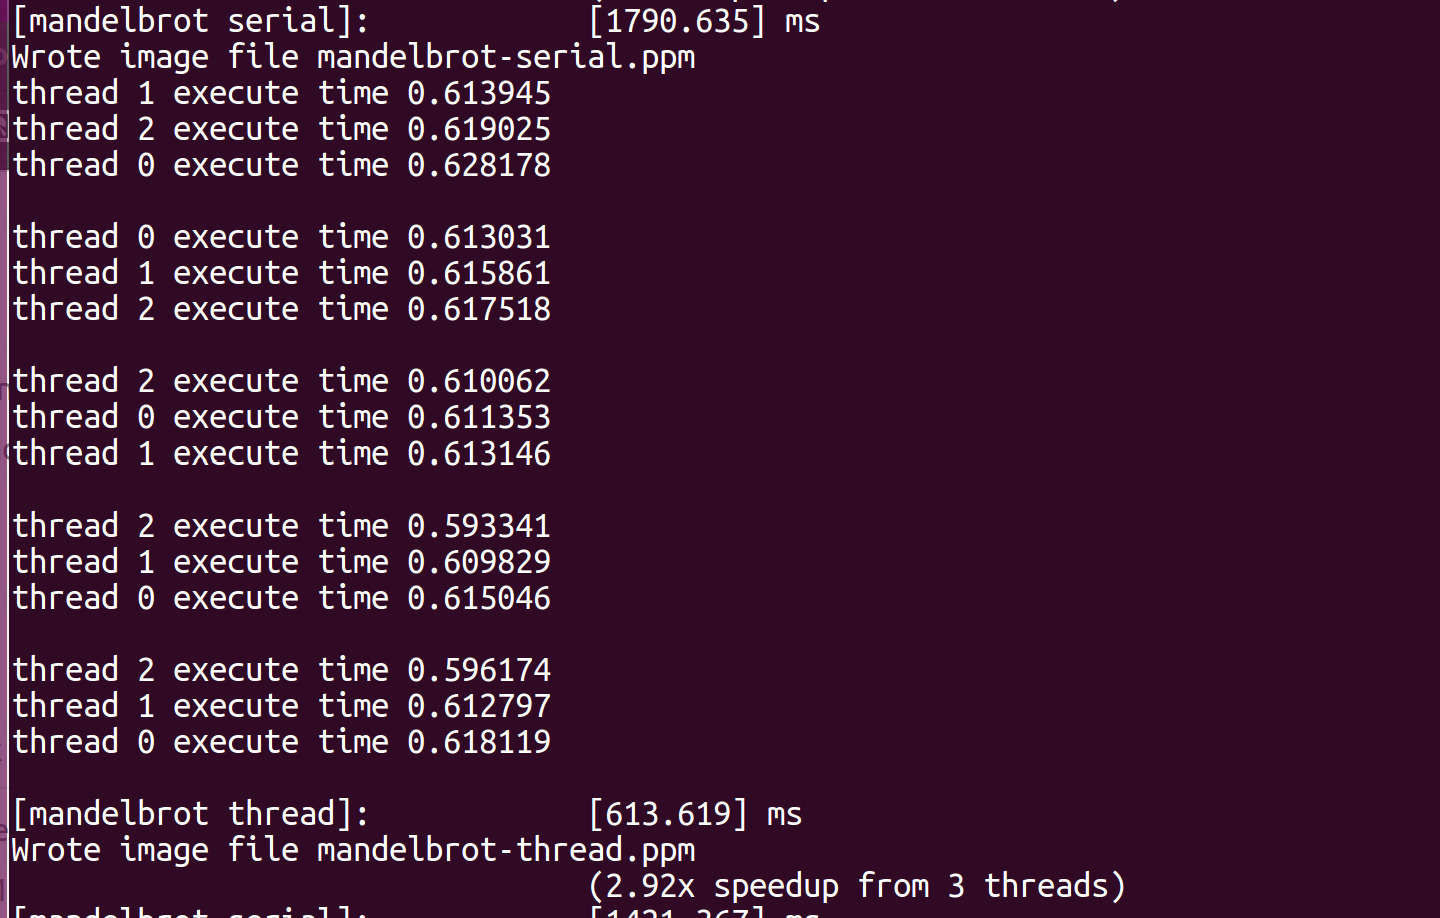 [mandelbrot serial]: [1790.635] ms
Wrote image file mandelbrot-serial.ppm
thread 1 execute time 0.613945
thread 2 execute time 0.619025
thread 0 execute time 0.628178
thread 0 execute time 0.613031
thread 1 execute time 0.615861
thread 2 execute time 0.617518
thread 2 execute time 0.610062
thread 0 execute time 0.611353
thread 1 execute time 0.613146
thread 2 execute time 0.593341
thread 1 execute time 0.609829
thread 0 execute time 0.615046
thread 2 execute time 0.596174
thread 1 execute time 0.612797
thread 0 execute time 0.618119
[mandelbrot thread]: [613.619] ms
Wrote image file mandelbrot-thread.ppm
(2.92x speedup from 3 threads)
[mandelbrot serial]: ms